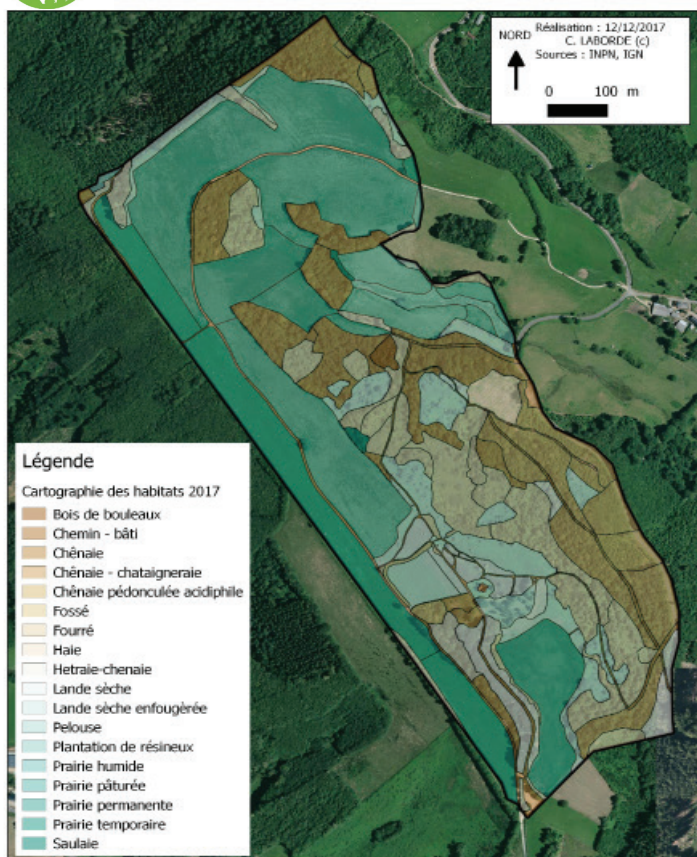 NORD
Réalisation : 12/12/2017
C. LABORDE (c)
Sources : INPN, IGN
0 100 m
Légende
Cartographie des habitats 2017
Bois de bouleaux
Chemin - bâti
Chênaie
Chênaie - chataigneraie
Chênaie pédonculée acidiphile
Fossé
Fourré
Haie
Hetraie-chenaie
Lande sèche
Lande sèche enfougèrée
Pelouse
Plantation de résineux
Prairie humide
Prairie pâturée
Prairie permanente
Prairie temporaire
Saulaie